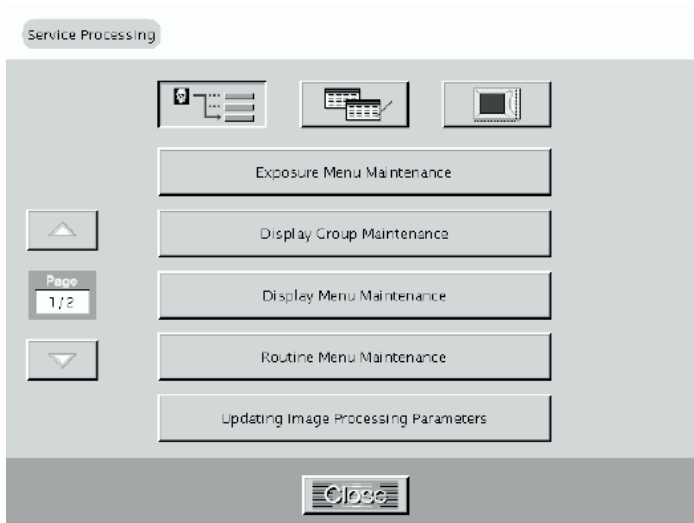 Service Processing
Exposure Menu Maintenance
Display Group Maintenance
Page
1/2
Display Menu Maintenance
Routine Menu Maintenance
Updating Image Processing Parameters
Close